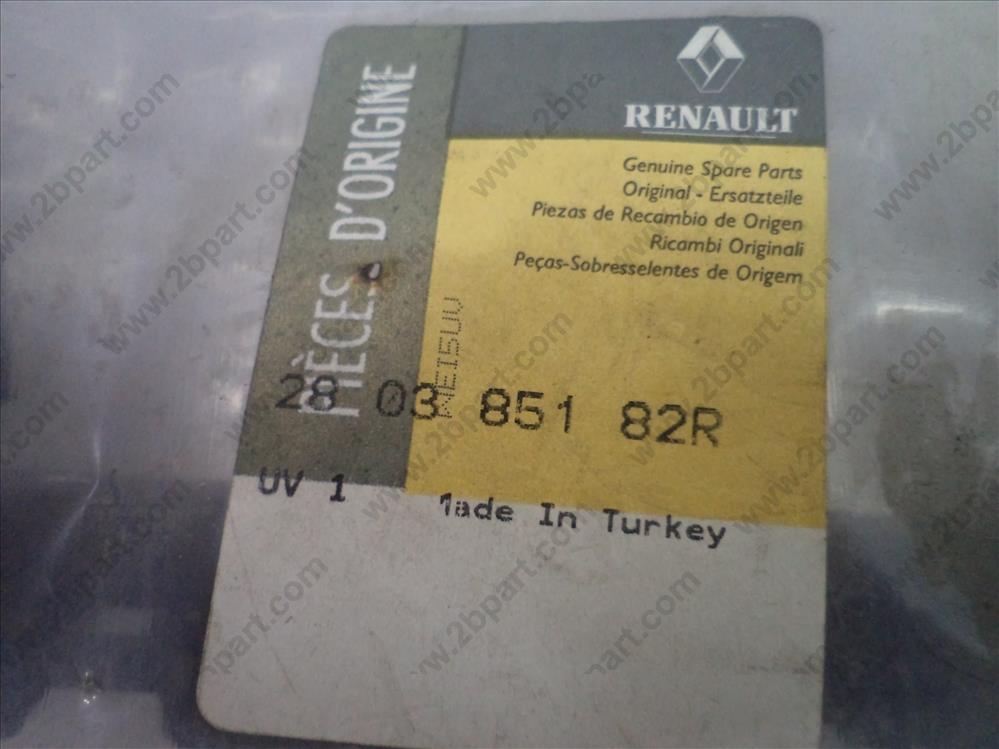 RENAULT
PIÈCES D'ORIGINE
Genuine Spare Parts
Original - Ersatzteile
Piezas de Recambio de Origen
Ricambi Originali
Peças-Sobresselentes de Origem
28 03 851 82R
UV 1 Made In Turkey
www.2bpart.com